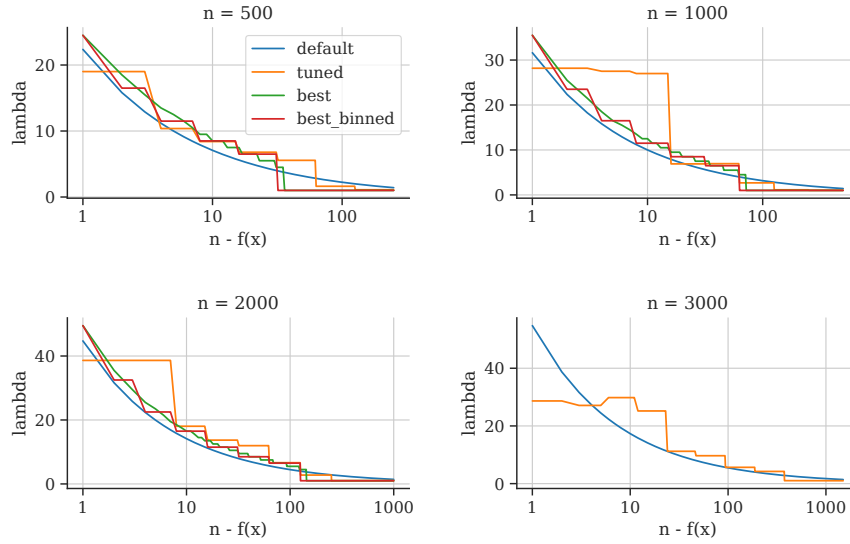 n = 500
lambda
20
10
0
default
tuned
best
best_binned
1
10
100
n - f(x)
n = 1000
lambda
30
20
10
0
1
10
100
n - f(x)
n = 2000
lambda
40
20
0
1
10
100
1000
n - f(x)
n = 3000
lambda
40
20
0
1
10
100
1000
n - f(x)